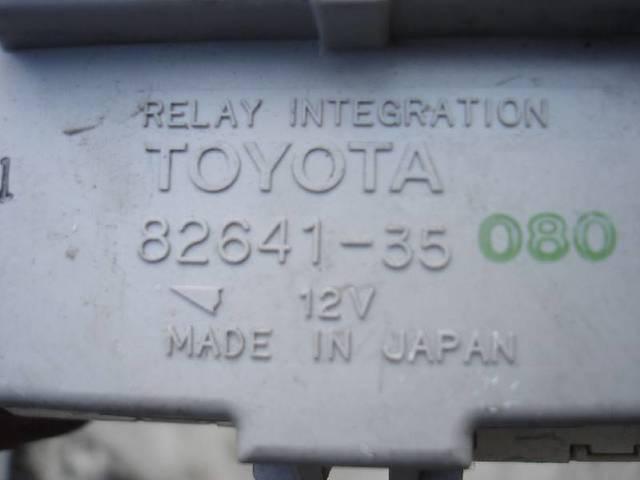 RELAY INTEGRATION
TOYOTA
82641-35 080
12V
MADE IN JAPAN